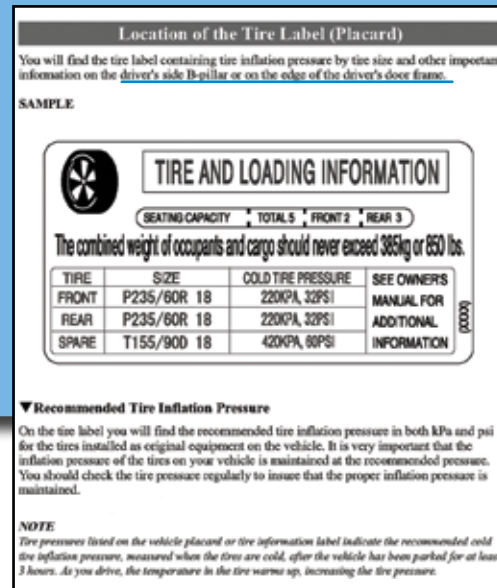 Location of the Tire Label (Placard)
You will find the tire label containing tire inflation pressure by tire size and other important
information on the driver's side B-pillar or on the edge of the driver's door frame.
SAMPLE
TIRE AND LOADING INFORMATION
SEATING CAPACITY TOTAL 5 FRONT 2 REAR 3
The combined weight of occupants and cargo should never exceed 385kg or 850 lbs.
TIRE SIZE COLD TIRE PRESSURE SEE OWNER'S
FRONT P235/60R 18 220KPA, 32PSI MANUAL FOR
REAR P235/60R 18 220KPA, 32PSI ADDITIONAL
SPARE T155/90D 18 420KPA, 60PSI INFORMATION
(XXXX)
▼Recommended Tire Inflation Pressure
On the tire label you will find the recommended tire inflation pressure in both kPa and psi
for the tires installed as original equipment on the vehicle. It is very important that the
inflation pressure of the tires on your vehicle is maintained at the recommended pressure.
You should check the tire pressure regularly to insure that the proper inflation pressure is
maintained.
NOTE
Tire pressures listed on the vehicle placard or tire information label indicate the recommended cold
tire inflation pressure, measured when the tires are cold, after the vehicle has been parked for at least
3 hours. As you drive, the temperature in the tire warms up, increasing the tire pressure.